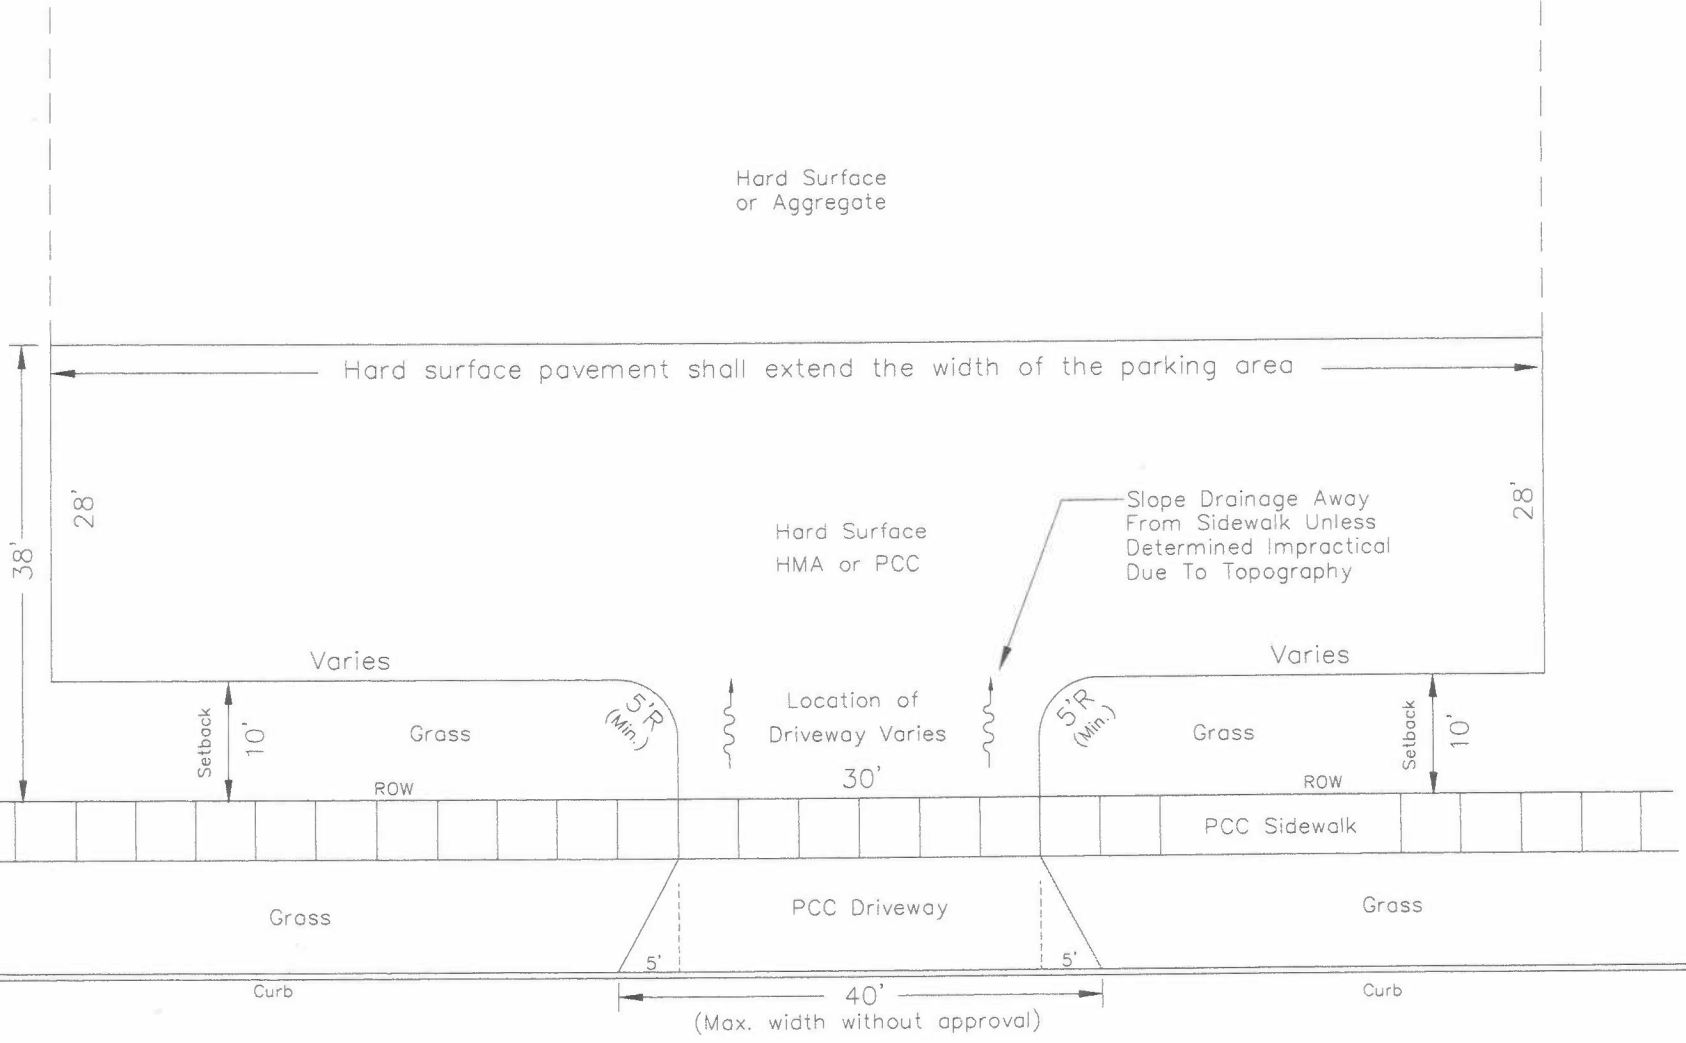 Hard Surface
or Aggregate
Hard surface pavement shall extend the width of the parking area
28'
38'
28'
Slope Drainage Away
From Sidewalk Unless
Determined Impractical
Due To Topography
Hard Surface
HMA or PCC
Varies
Varies
Setback
10'
Grass
5'R
(Min.)
Location of
Driveway Varies
30'
5'R
(Min.)
Grass
Setback
10'
ROW
ROW
PCC Sidewalk
Grass
PCC Driveway
Grass
5'
5'
Curb
40'
(Max. width without approval)
Curb